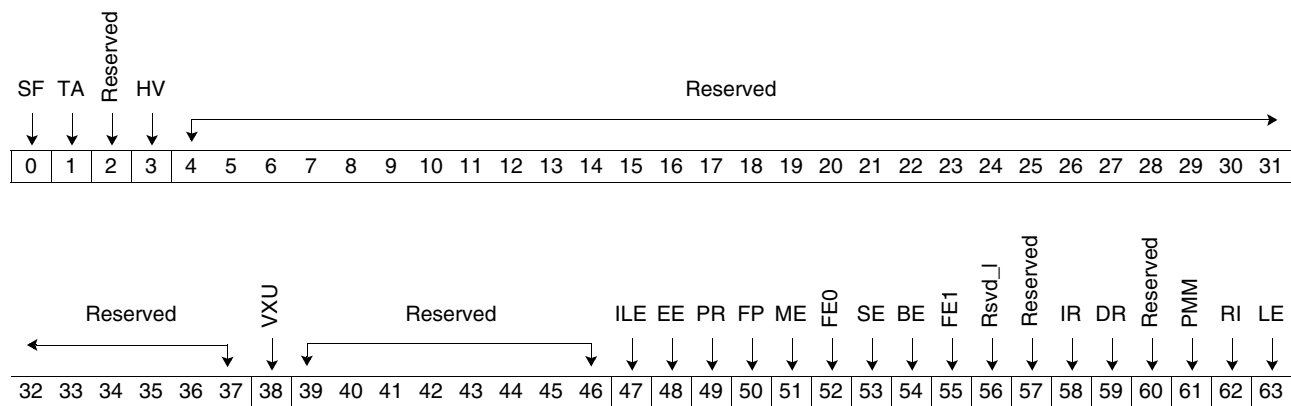 SF TA Reserved HV Reserved
0 1 2 3 4 5 6 7 8 9 10 11 12 13 14 15 16 17 18 19 20 21 22 23 24 25 26 27 28 29 30 31
Reserved VXU Reserved ILE EE PR FP ME FE0 SE BE FE1 Rsvd_I Reserved IR DR Reserved PMM RI LE
32 33 34 35 36 37 38 39 40 41 42 43 44 45 46 47 48 49 50 51 52 53 54 55 56 57 58 59 60 61 62 63